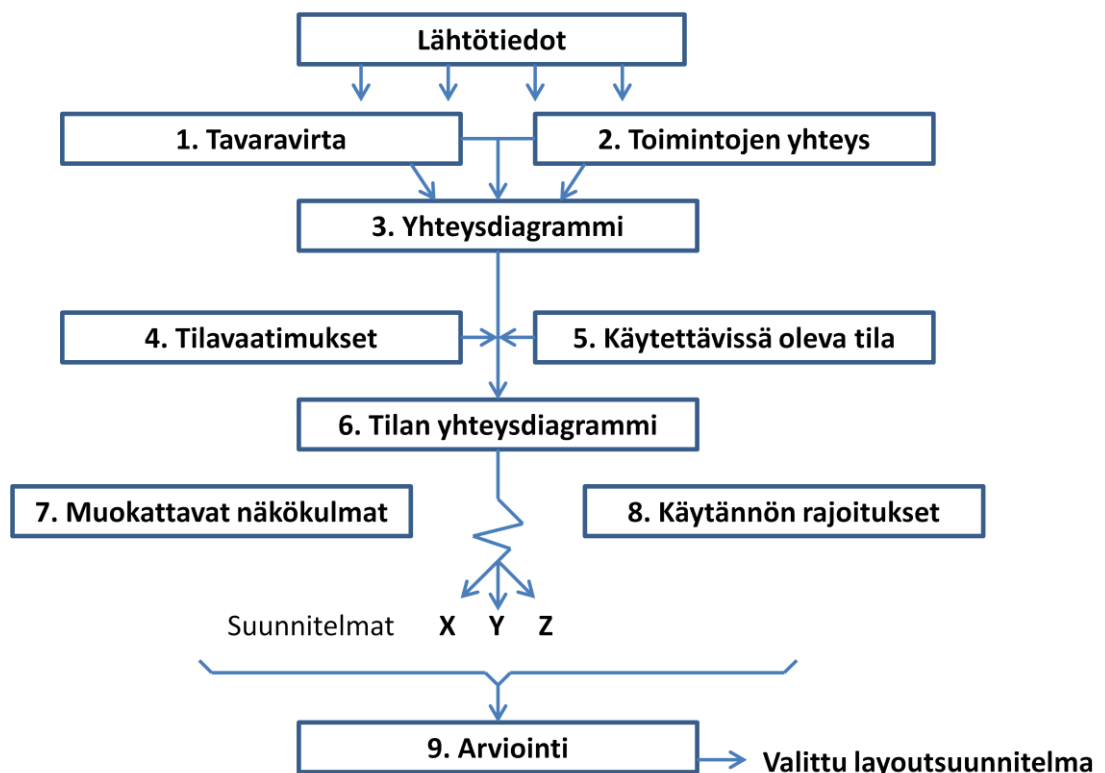 Lähtötiedot
1. Tavaravirta
2. Toimintojen yhteys
3. Yhteysdiagrammi
4. Tilavaatimukset
5. Käytettävissä oleva tila
6. Tilan yhteysdiagrammi
7. Muokattavat näkökulmat
8. Käytännön rajoitukset
Suunnitelmat X Y Z
9. Arviointi
Valittu layoutsuunnitelma